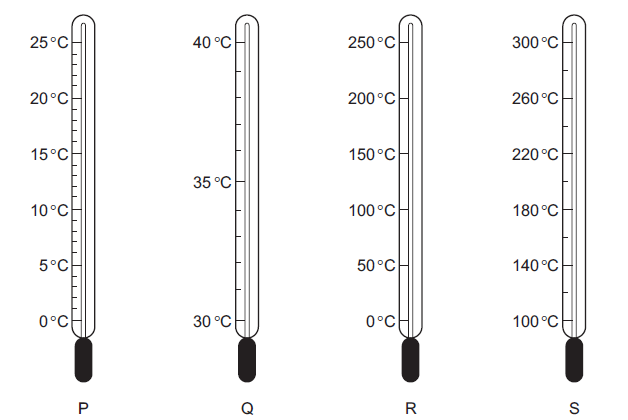 25 °C
20 °C
15 °C
10 °C
5 °C
0 °C
P
40 °C
35 °C
30 °C
Q
250 °C
200 °C
150 °C
100 °C
50 °C
0 °C
R
300 °C
260 °C
220 °C
180 °C
140 °C
100 °C
S